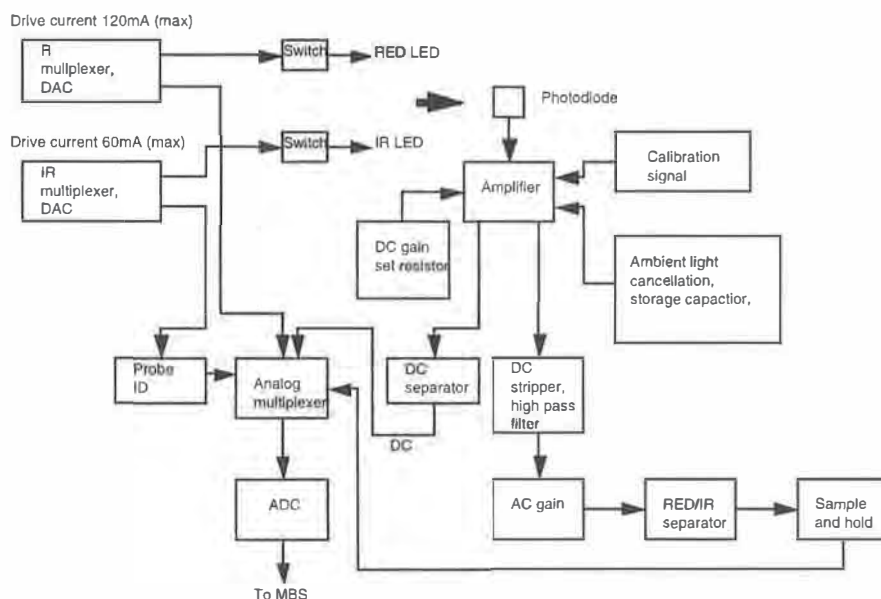 Drive current 120mA (max)
R
mullplexer,
DAC
Switch
RED LED
Photodlode
Drive current 60mA (max)
IR
multiplexer,
DAC
Switch
IR LED
Amplifier
Calibration
signal
DC gain
set resistor
Ambient light
cancellation,
storage capactior,
Probe
ID
Analog
multiplexer
DC
separator
DC
DC
stripper,
high pass
filter
ADC
AC gain
RED/IR
separator
Sample
and hold
To MBS